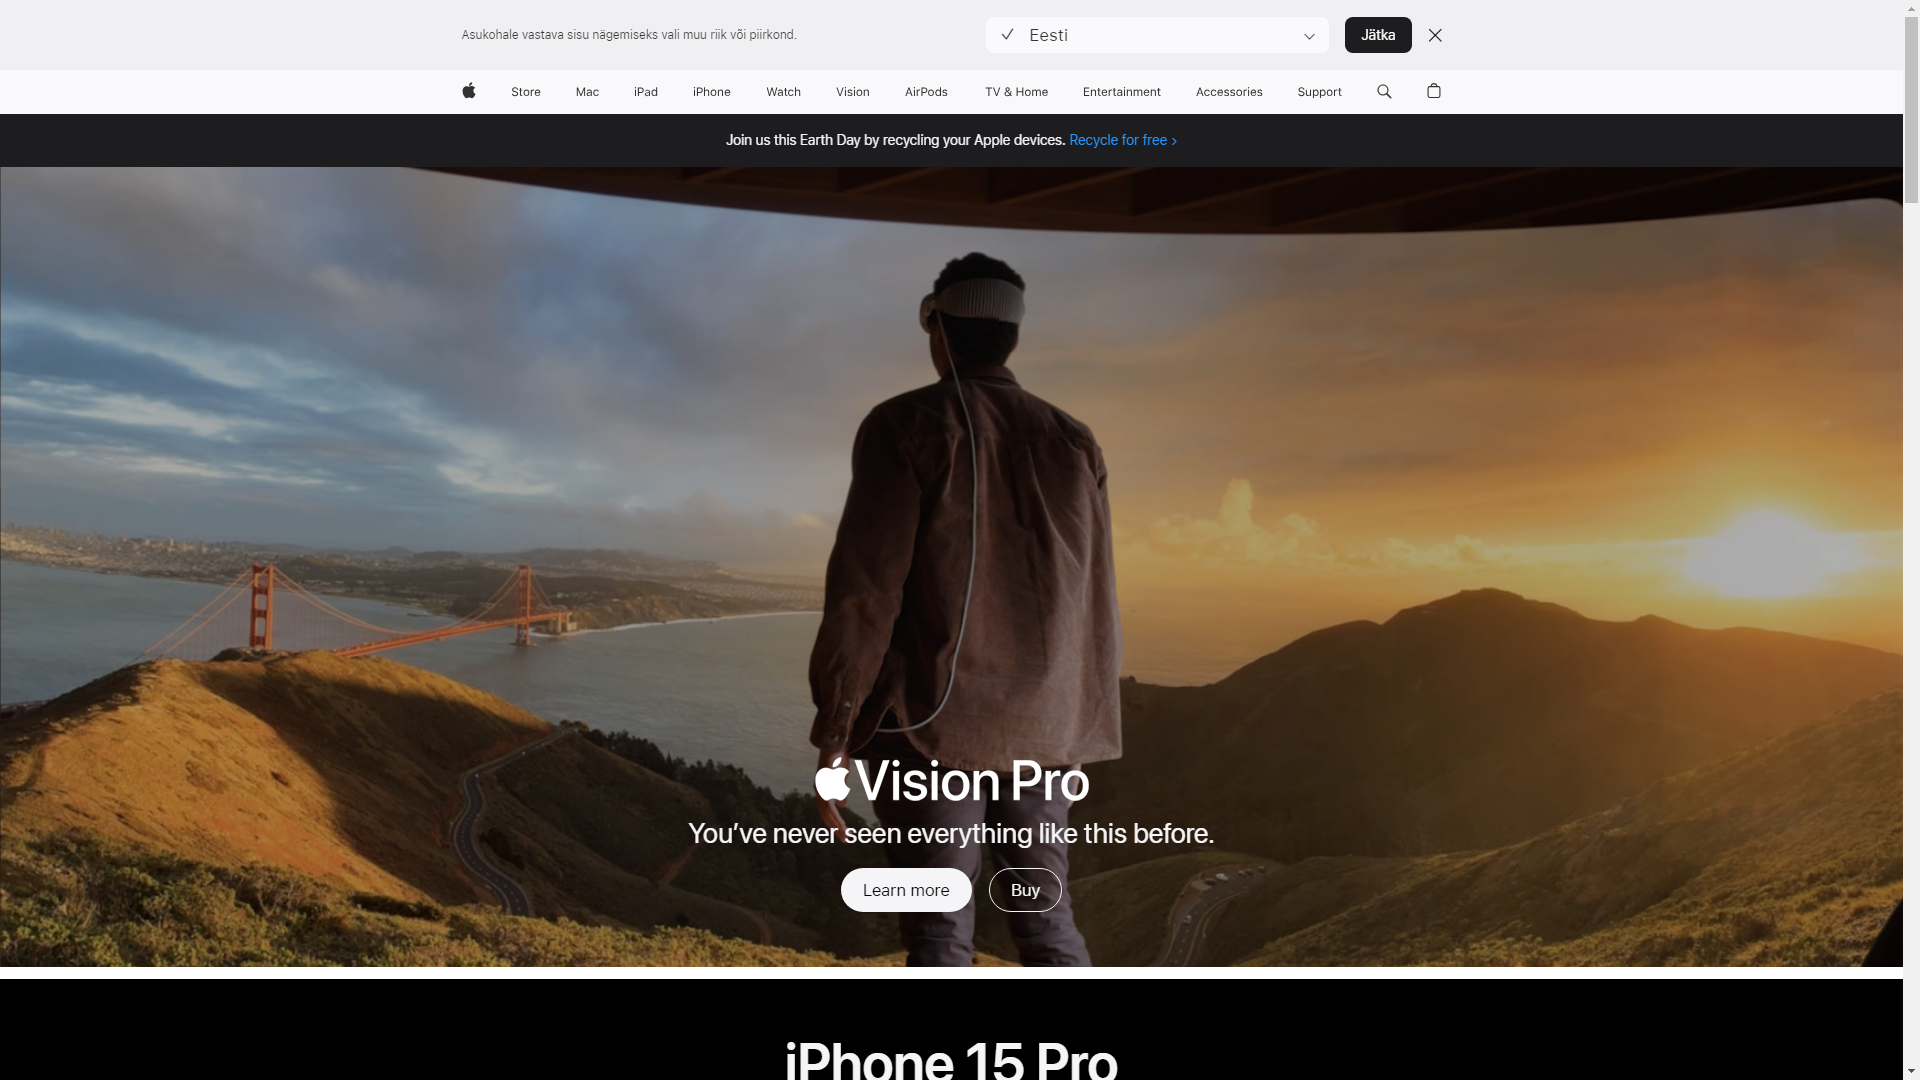 Asukohale vastava sisu nägemiseks vali muu riik või piirkond.
Eesti
Jätka
Store Mac iPad iPhone Watch Vision AirPods TV & Home Entertainment Accessories Support
Join us this Earth Day by recycling your Apple devices. Recycle for free >
Vision Pro
You’ve never seen everything like this before.
Learn more Buy
iPhone 15 Pro